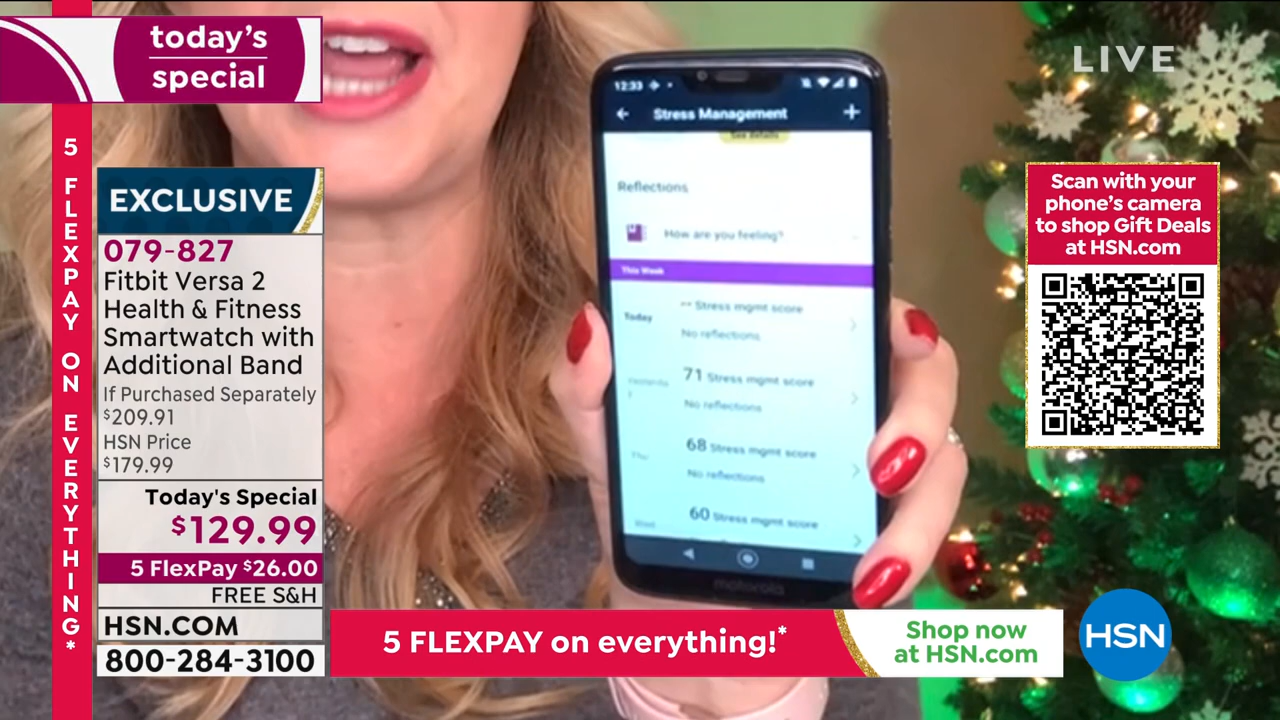 today's
special
5 FLEXPAY ON EVERYTHING*
EXCLUSIVE
079-827
Fitbit Versa 2
Health & Fitness
Smartwatch with
Additional Band
If Purchased Separately
$209.91
HSN Price
$179.99
Today's Special
$129.99
5 FlexPay $26.00
FREE S&H
HSN.COM
800-284-3100
12:33
Stress Management
See details
Reflections
How are you feeling?
This Week
Today
-- Stress mgmt score
No reflections
Yesterday
71 Stress mgmt score
No reflections
Thu
68 Stress mgmt score
No reflections
Wed
60 Stress mgmt score
motorola
LIVE
Scan with your
phone's camera
to shop Gift Deals
at HSN.com
5 FLEXPAY on everything!*
Shop now
at HSN.com
HSN